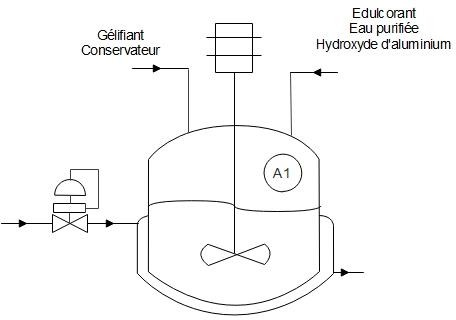 Gélifiant
Conservateur
Edulcorant
Eau purifiée
Hydroxyde d'aluminium
A1